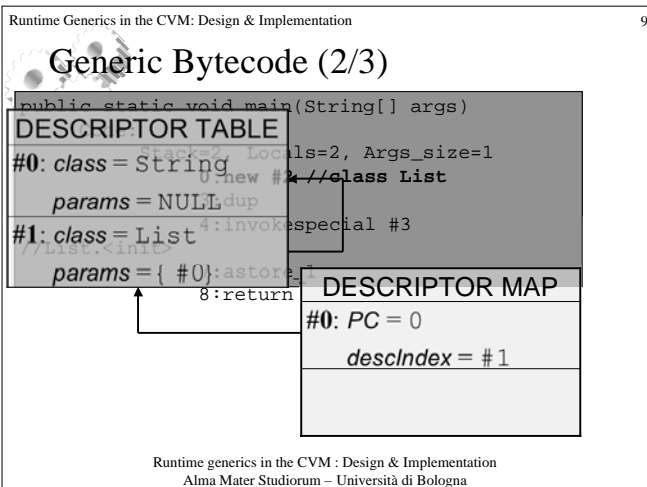 Runtime Generics in the CVM: Design & Implementation 9
Generic Bytecode (2/3)
public static void main(String[] args)
Stack=2, Locals=2, Args_size=1
0:new #2 //class List
3:dup
4:invokespecial #3
//List.<init>
7:astore_1
8:return
DESCRIPTOR TABLE
#0: class = String
params = NULL
#1: class = List
params = { #0}
DESCRIPTOR MAP
#0: PC = 0
descIndex = #1
Runtime generics in the CVM : Design & Implementation
Alma Mater Studiorum – Università di Bologna